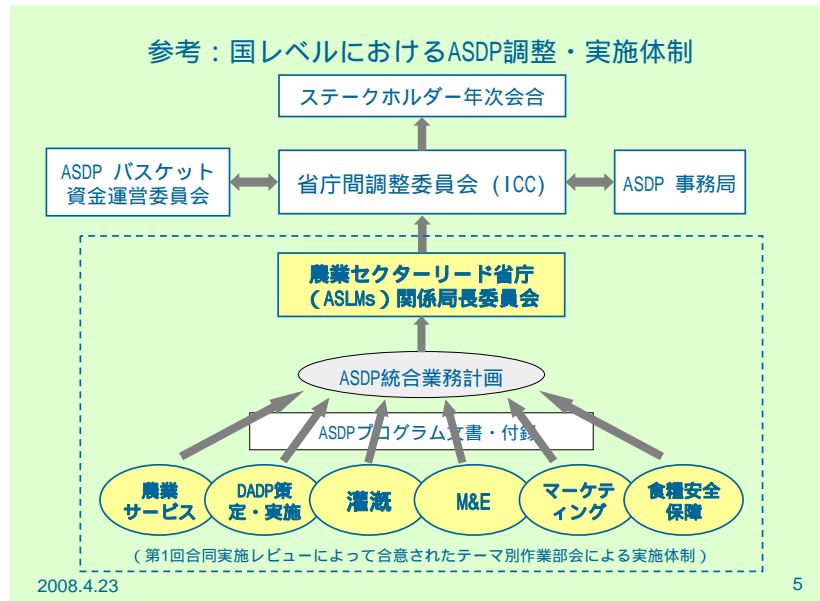 参考：国レベルにおけるASDP調整・実施体制
ステークホルダー年次会合
ASDP バスケット
資金運営委員会
省庁間調整委員会 (ICC)
ASDP 事務局
農業セクターリード省庁
（ASLMs）関係局長委員会
ASDP統合業務計画
ASDPプログラム文書・付録
農業
サービス
DADP策
定・実施
灌漑
M&E
マーケテ
ィング
食糧安全
保障
（第1回合同実施レビューによって合意されたテーマ別作業部会による実施体制）
2008.4.23
5